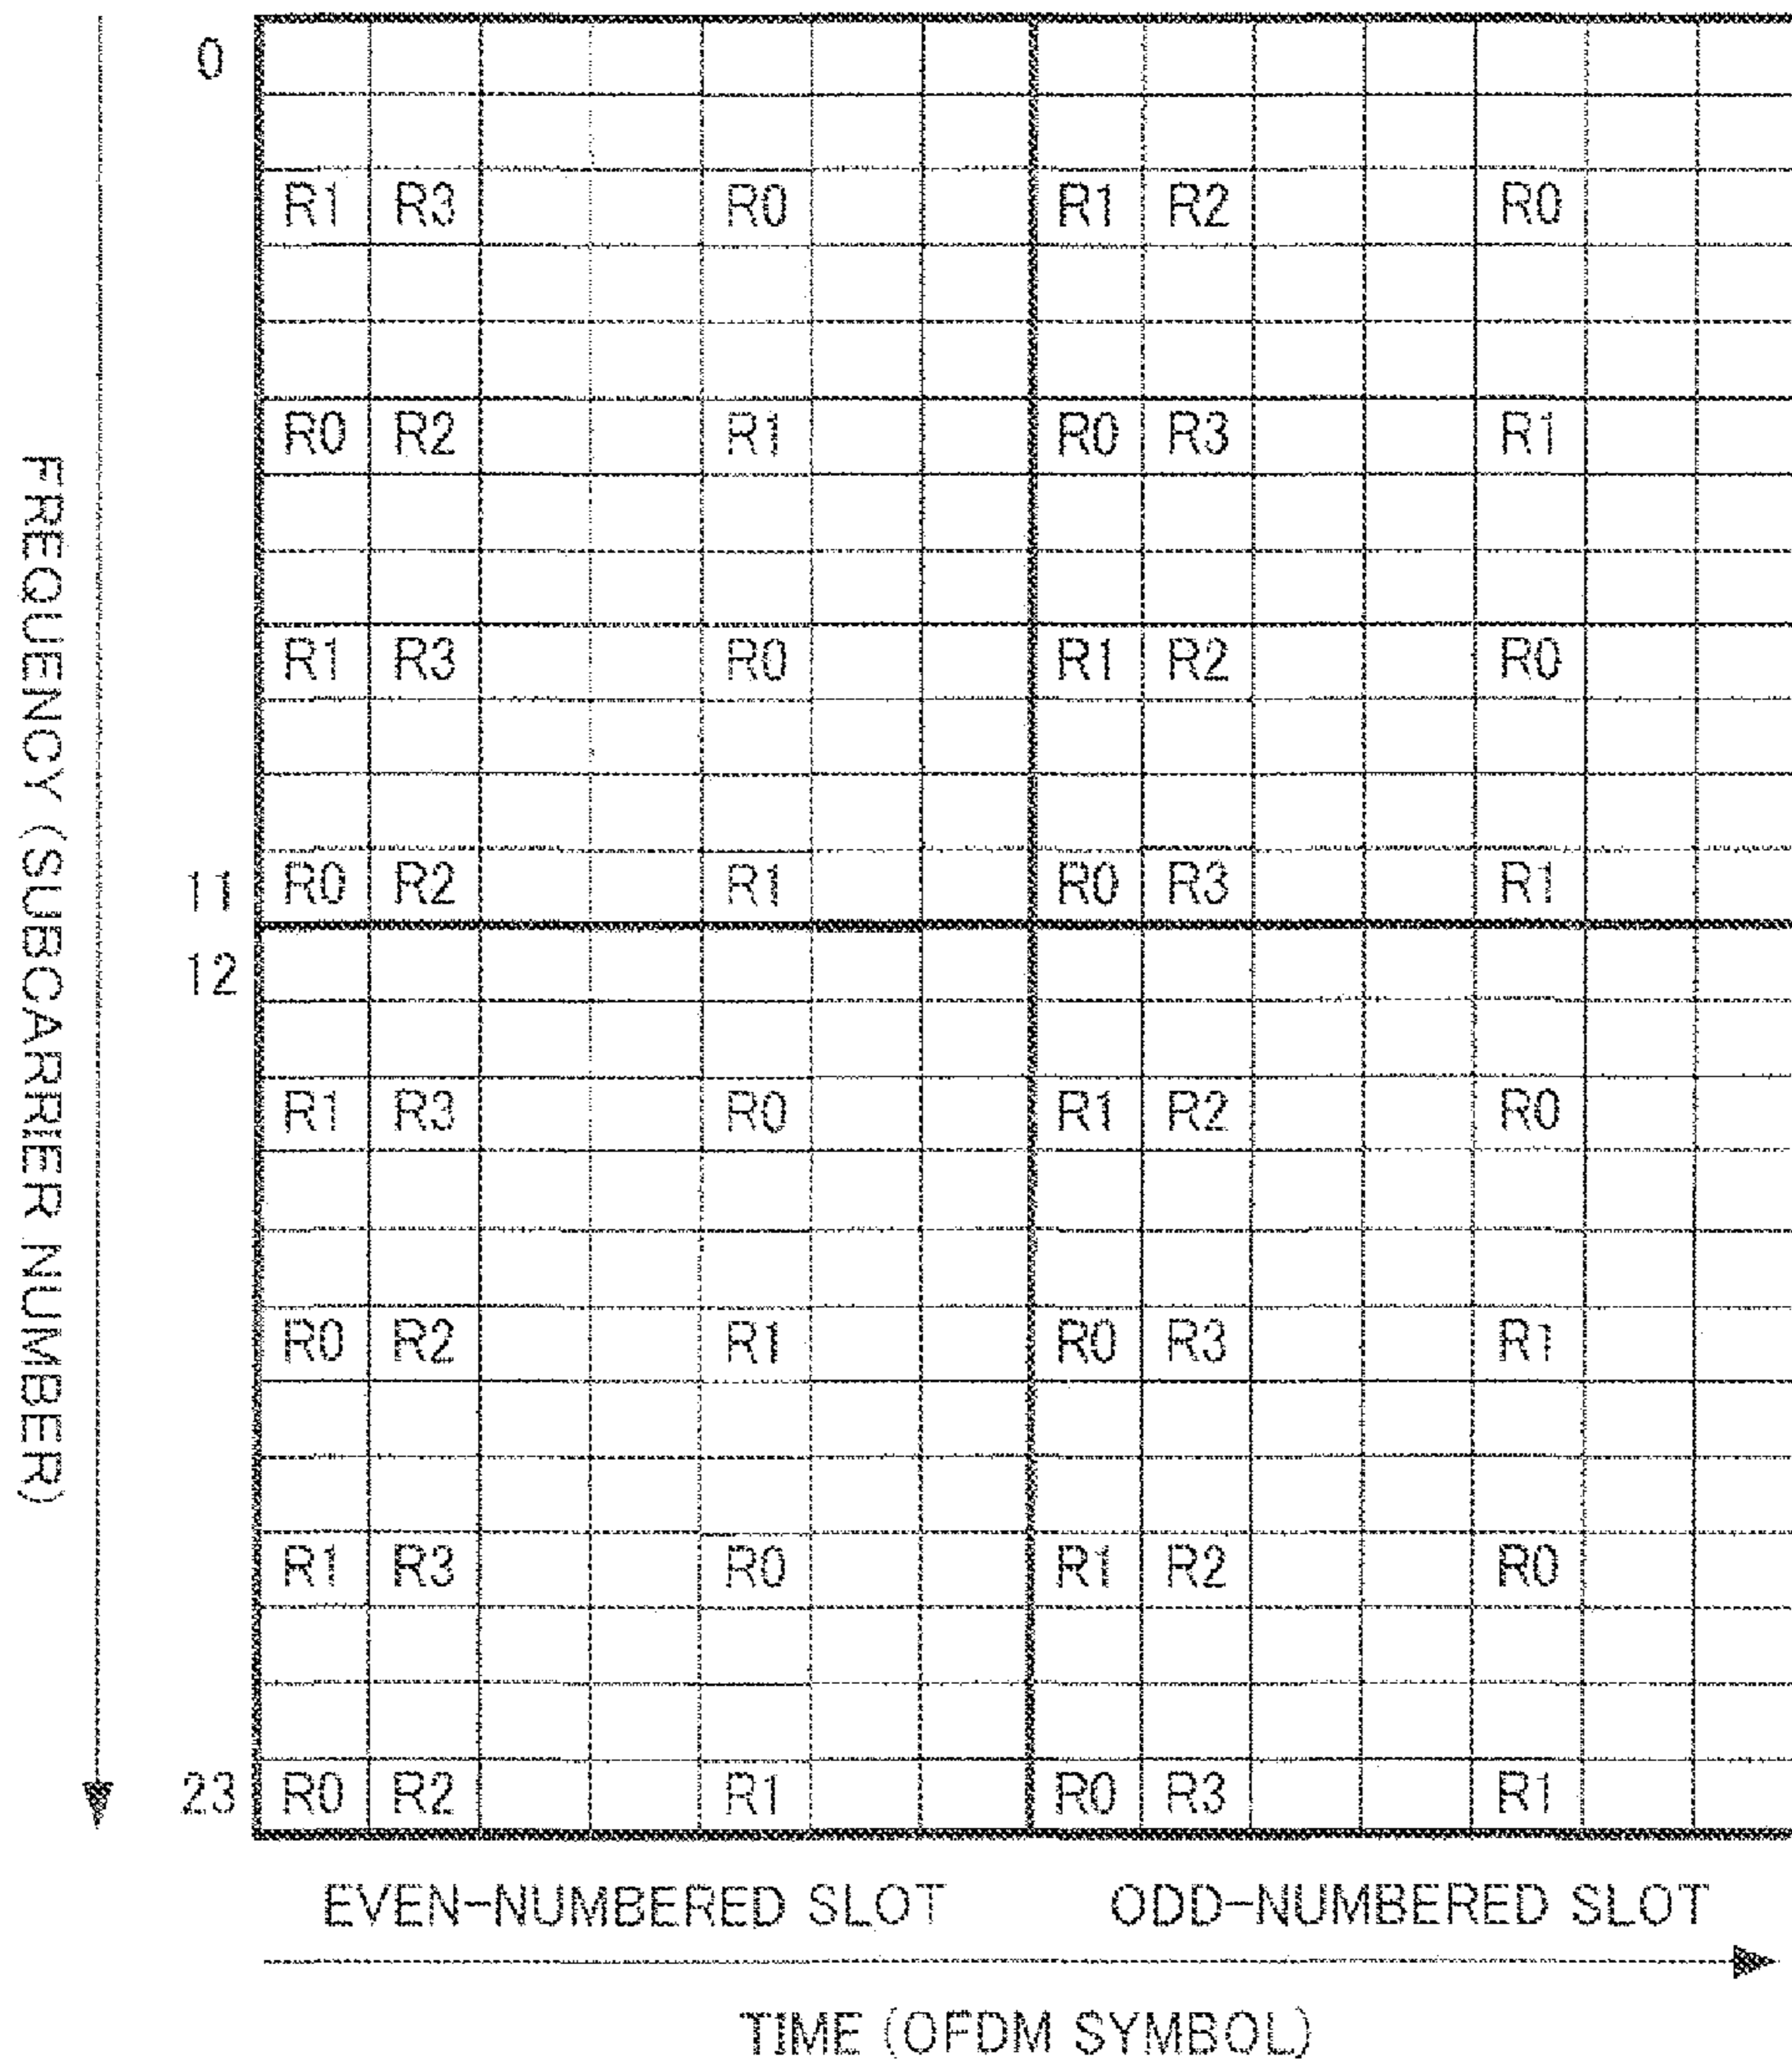 0
R1 R3 R0 R1 R2 R0
R0 R2 R1 R0 R3 R1
R1 R3 R0 R1 R2 R0
11 R0 R2 R1 R0 R3 R1
12
R1 R3 R0 R1 R2 R0
R0 R2 R1 R0 R3 R1
R1 R3 R0 R1 R2 R0
23 R0 R2 R1 R0 R3 R1
FREQUENCY (SUBCARRIER NUMBER)
EVEN-NUMBERED SLOT ODD-NUMBERED SLOT
TIME (OFDM SYMBOL)